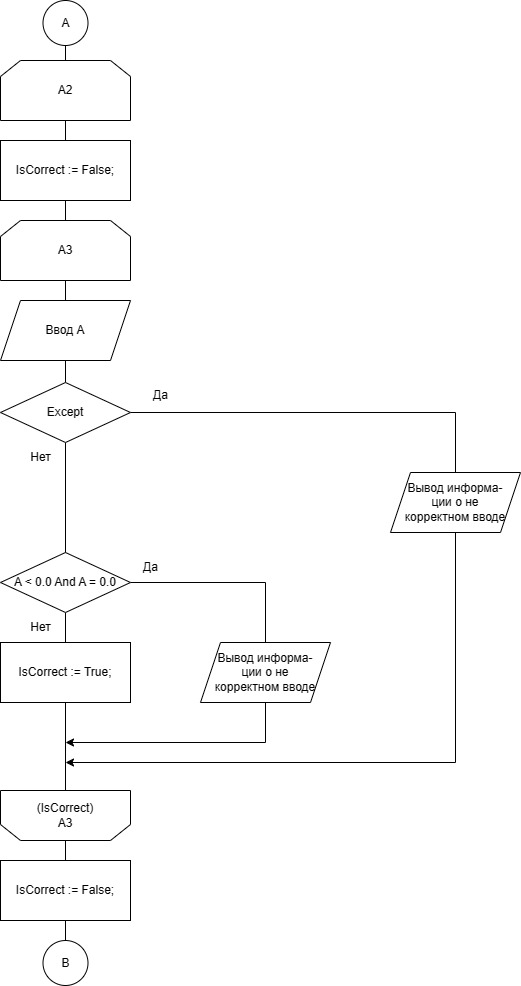 A
A2
IsCorrect := False;
A3
Ввод А
Except
Да
Нет
Вывод информа-
ции о не
корректном вводе
A < 0.0 And A = 0.0
Да
Нет
IsCorrect := True;
Вывод информа-
ции о не
корректном вводе
(IsCorrect)
A3
IsCorrect := False;
B